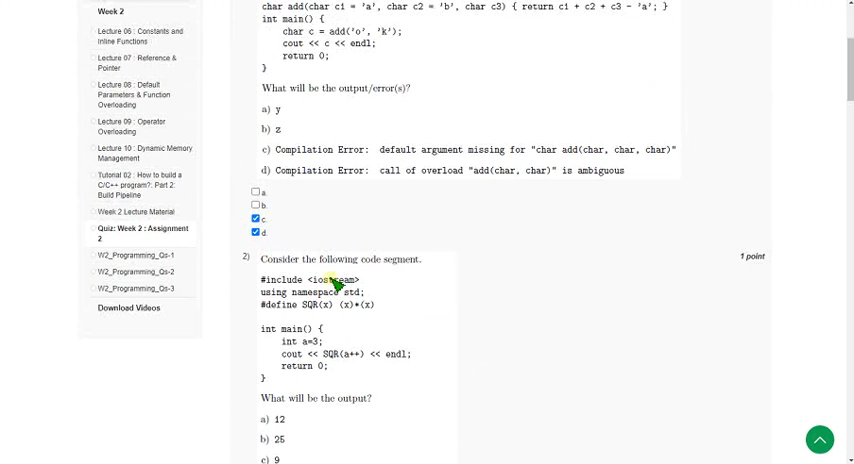 Week 2
Lecture 06 : Constants and
Inline Functions
Lecture 07 : Reference &
Pointer
Lecture 08 : Default
Parameters & Function
Overloading
Lecture 09 : Operator
Overloading
Lecture 10 : Dynamic Memory
Management
Tutorial 02 : How to build a
C/C++ program?: Part 2:
Build Pipeline
Week 2 Lecture Material
Quiz: Week 2 : Assignment
2
W2_Programming_Qs-1
W2_Programming_Qs-2
W2_Programming_Qs-3
Download Videos
char add(char c1 = 'a', char c2 = 'b', char c3) { return c1 + c2 + c3 - 'a'; }
int main() {
char c = add('o', 'k');
cout << c << endl;
return 0;
}
What will be the output/error(s)?
a) y
b) z
c) Compilation Error: default argument missing for "char add(char, char, char)"
d) Compilation Error: call of overload "add(char, char)" is ambiguous
a.
b.
c.
d.
2) Consider the following code segment. 1 point
#include <iostream>
using namespace std;
#define SQR(x) (x)*(x)
int main() {
int a=3;
cout << SQR(a++) << endl;
return 0;
}
What will be the output?
a) 12
b) 25
c) 9